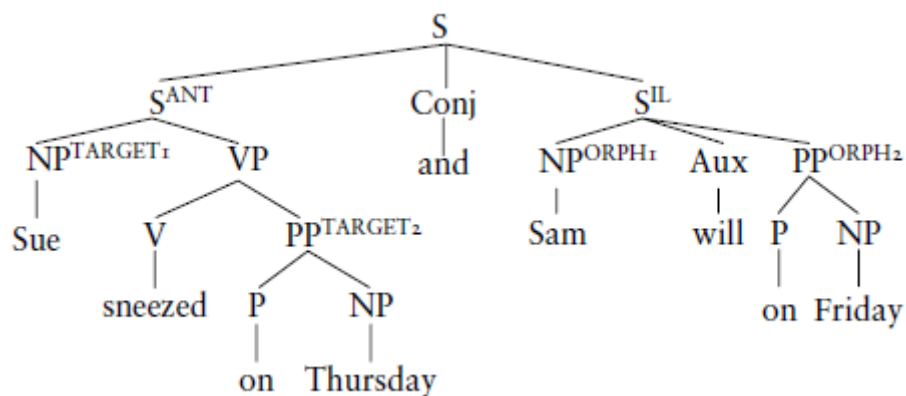 S
S^ANT Conj S^IL
NP^TARGET1 VP and NP^ORPH1 Aux PP^ORPH2
Sue V PP^TARGET2 Sam will P NP
sneezed P NP on Friday
on Thursday